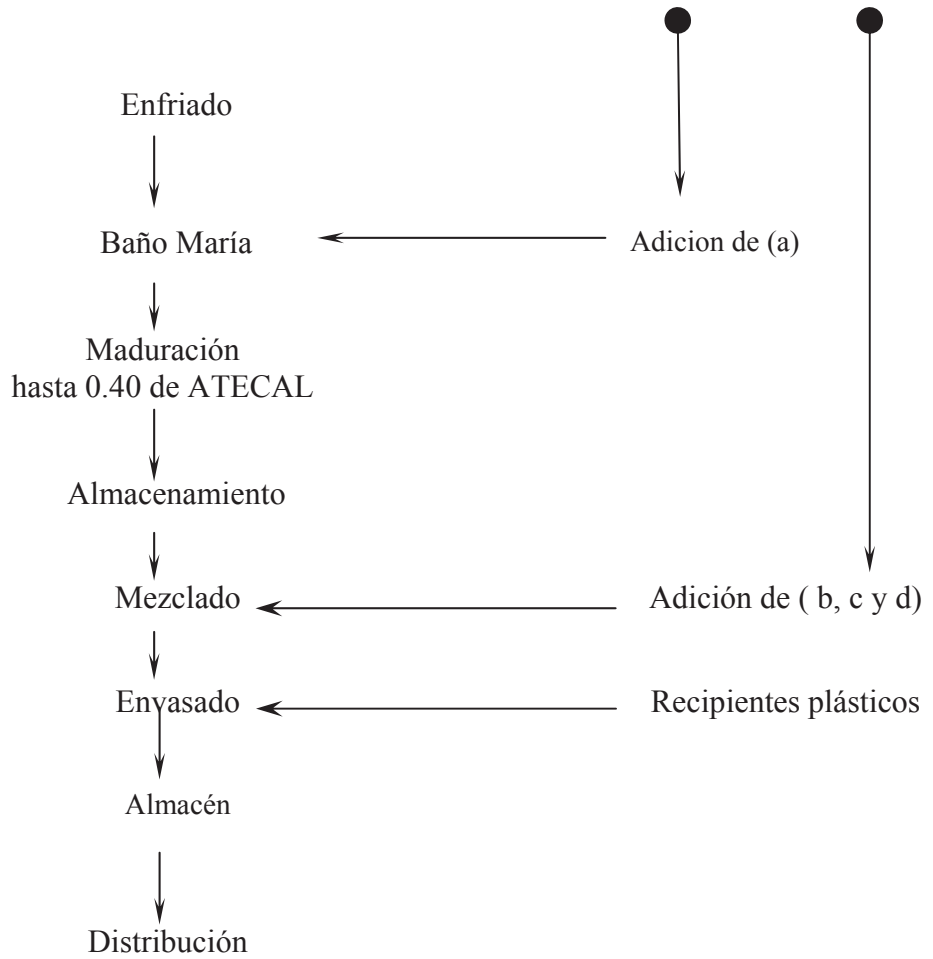 Enfriado
Baño María
Adicion de (a)
Maduración
hasta 0.40 de ATECAL
Almacenamiento
Mezclado
Adición de ( b, c y d)
Envasado
Recipientes plásticos
Almacén
Distribución